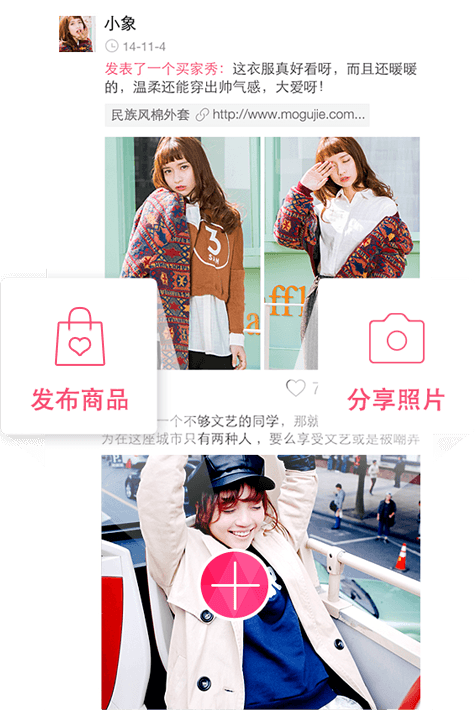 小象
14-11-4
发表了一个买家秀：这衣服真好看呀，而且还暖暖
的，温柔还能穿出帅气感，大爱呀！
民族风棉外套 http://www.mogujie.com...
3
SIN
affl
a
发布商品
7
分享照片
一个不够文艺的同学，那就
为在这座城市只有两种人，要么享受文艺或是被嘲弄